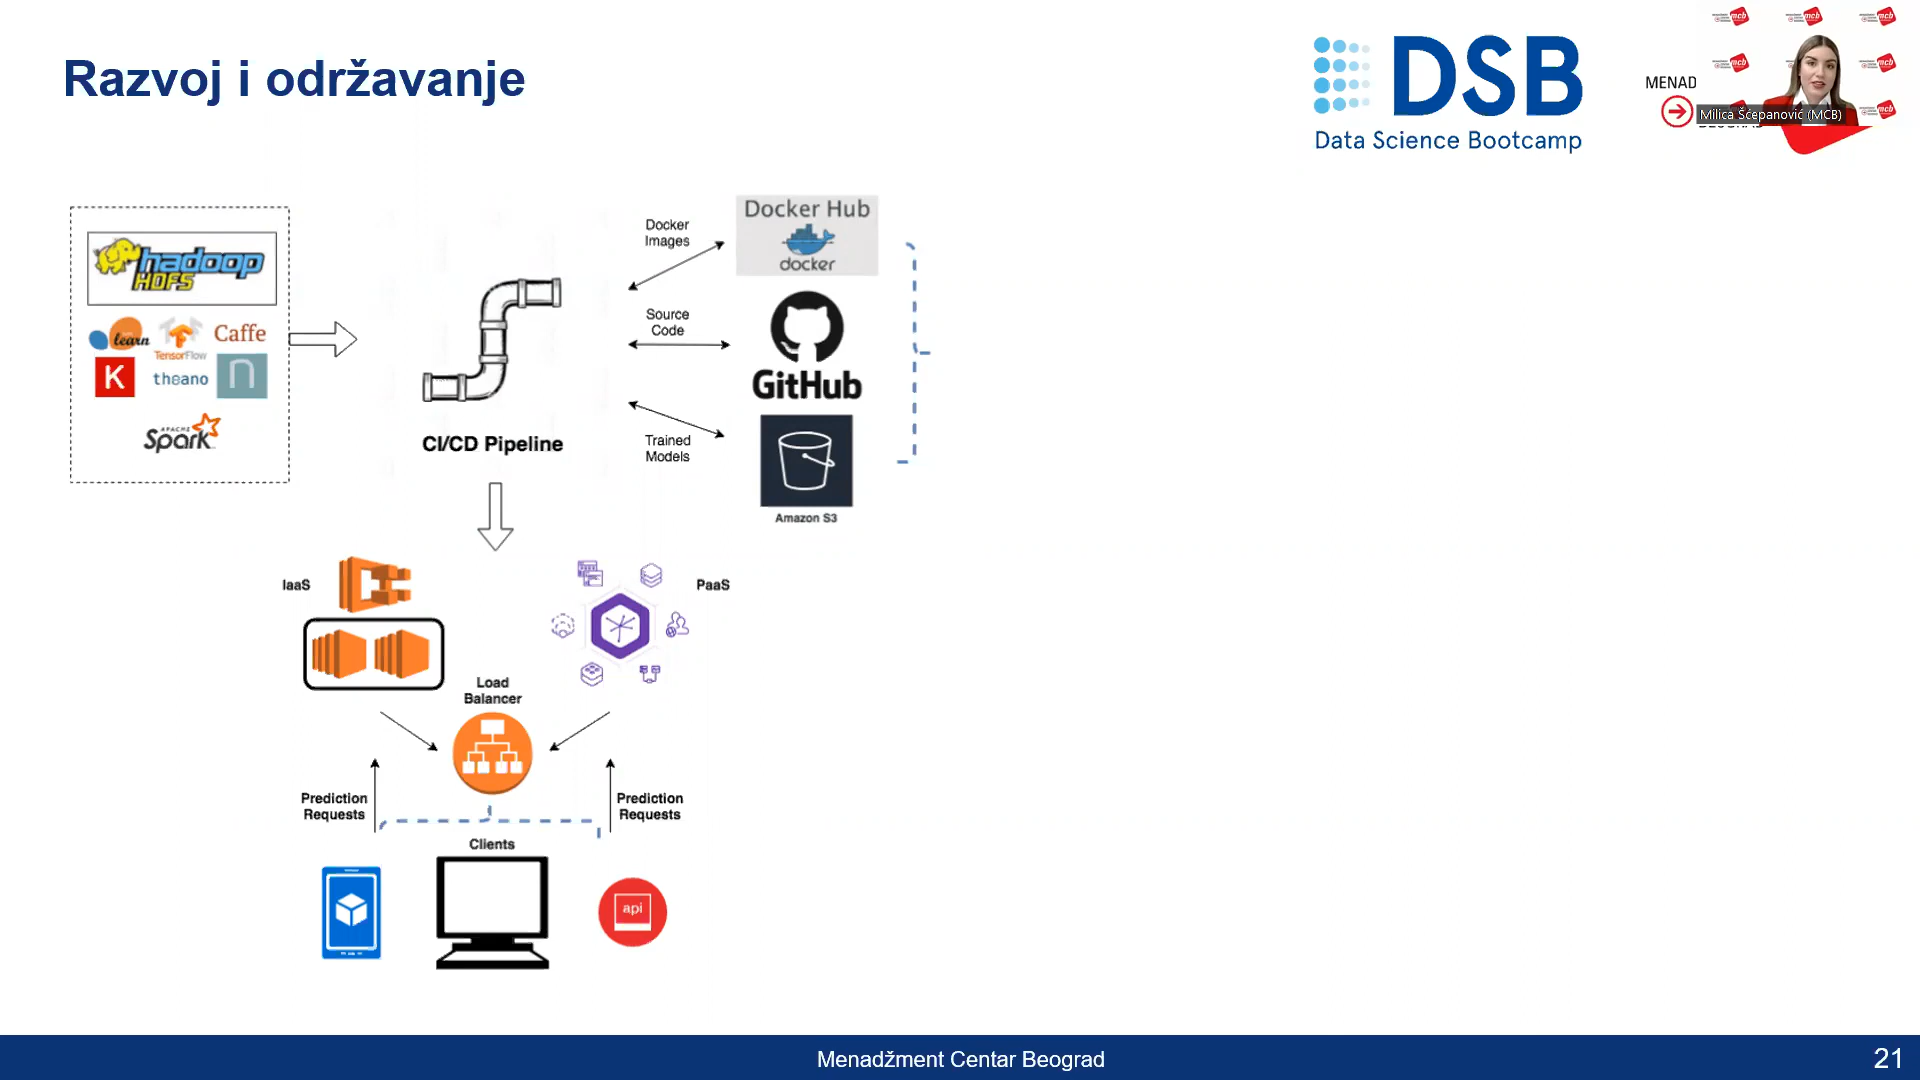 Razvoj i održavanje
DSB
Data Science Bootcamp
MENAD
Milica Šćepanović (MCB)
mcb
hadoop
HDFS
learn
TensorFlow
Caffe
K
theano
n
APACHE
Spark
CI/CD Pipeline
Docker
Images
Source
Code
Trained
Models
Docker Hub
docker
GitHub
Amazon S3
IaaS
PaaS
Load
Balancer
Prediction
Requests
Prediction
Requests
Clients
api
Menadžment Centar Beograd
21